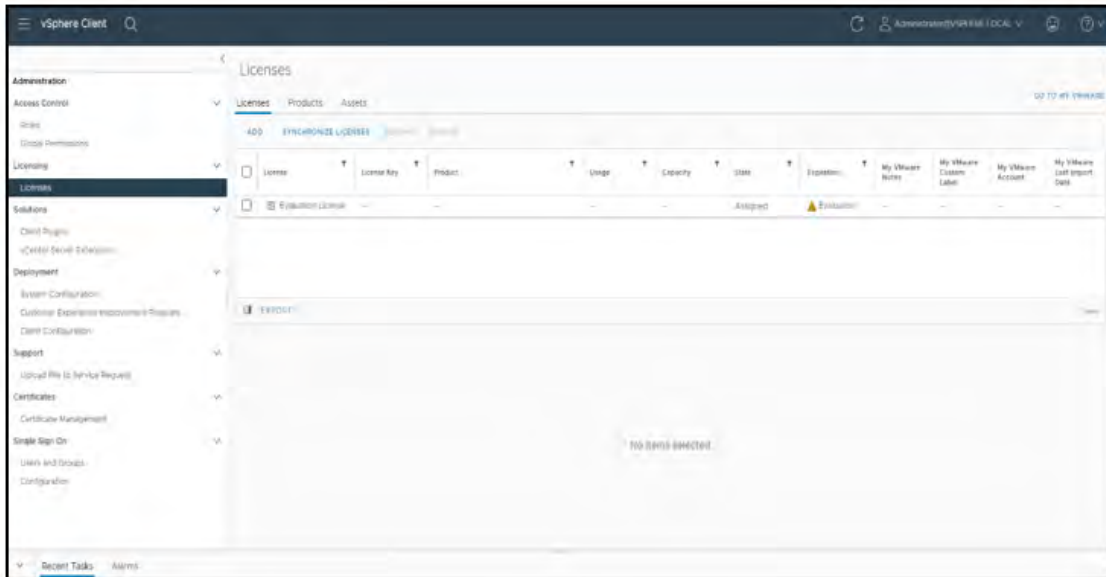 vSphere Client
Administrator@VSPHERE.LOCAL
Administration
Access Control
Roles
Global Permissions
Licensing
Licenses
Solutions
Client Plugins
vCenter Server Extensions
Deployment
System Configuration
Customer Experience Improvement Program
Client Configuration
Support
Upload File to Service Request
Certificates
Certificate Management
Single Sign On
Users and Groups
Configuration
Licenses
GO TO MY VMWARE
Licenses Products Assets
ADD SYNCHRONIZE LICENSES
License License Key Product Usage Capacity State Expiration My VMware Notes My VMware Custom Label My VMware Account My VMware Last Import Date
Evaluation License -- -- -- -- Assigned Evaluation -- -- -- --
EXPORT
No items selected
Recent Tasks Alarms